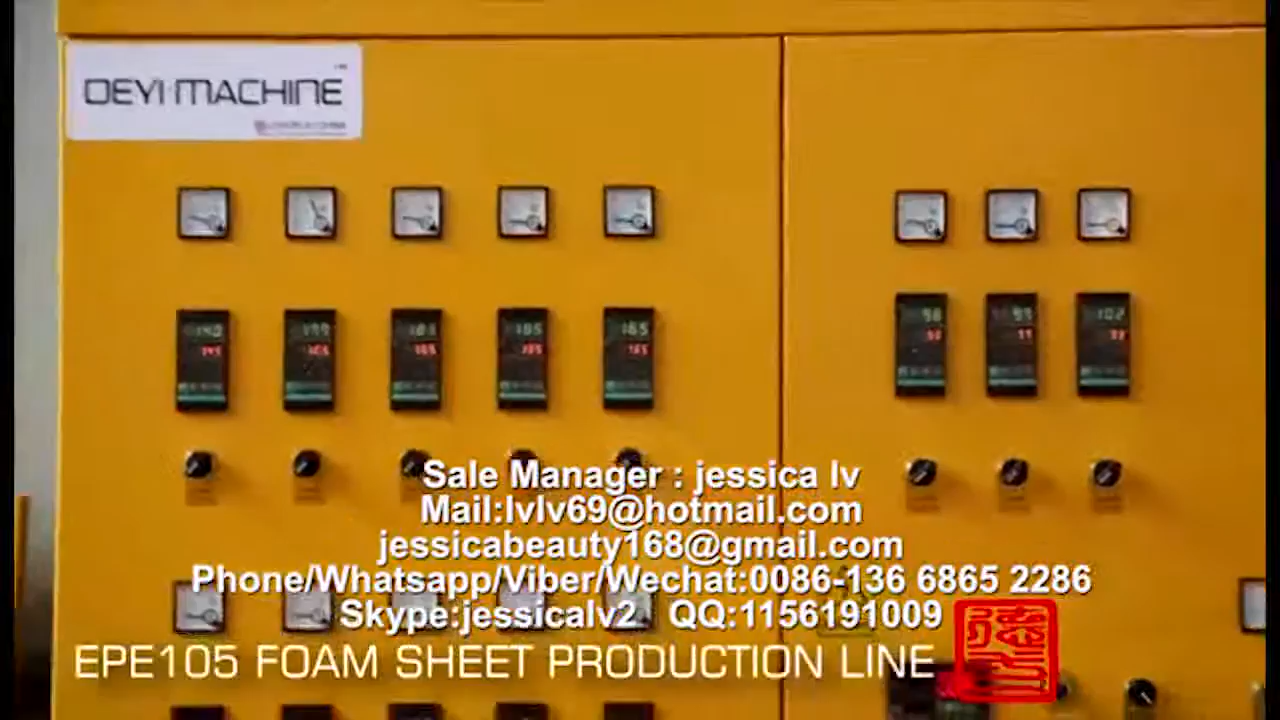 DEYI MACHINE
Sale Manager : jessica lv
Mail:lvlv69@hotmail.com
jessicabeauty168@gmail.com
Phone/Whatsapp/Viber/Wechat:0086-136 6865 2286
Skype:jessicalv2 QQ:1156191009
EPE105 FOAM SHEET PRODUCTION LINE